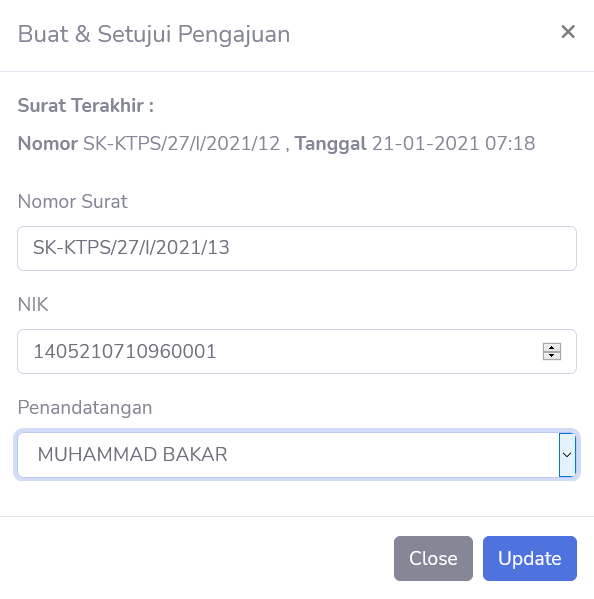 Buat & Setujui Pengajuan ×
Surat Terakhir :
Nomor SK-KTPS/27/I/2021/12 , Tanggal 21-01-2021 07:18
Nomor Surat
SK-KTPS/27/I/2021/13
NIK
1405210710960001
Penandatangan
MUHAMMAD BAKAR
Close Update